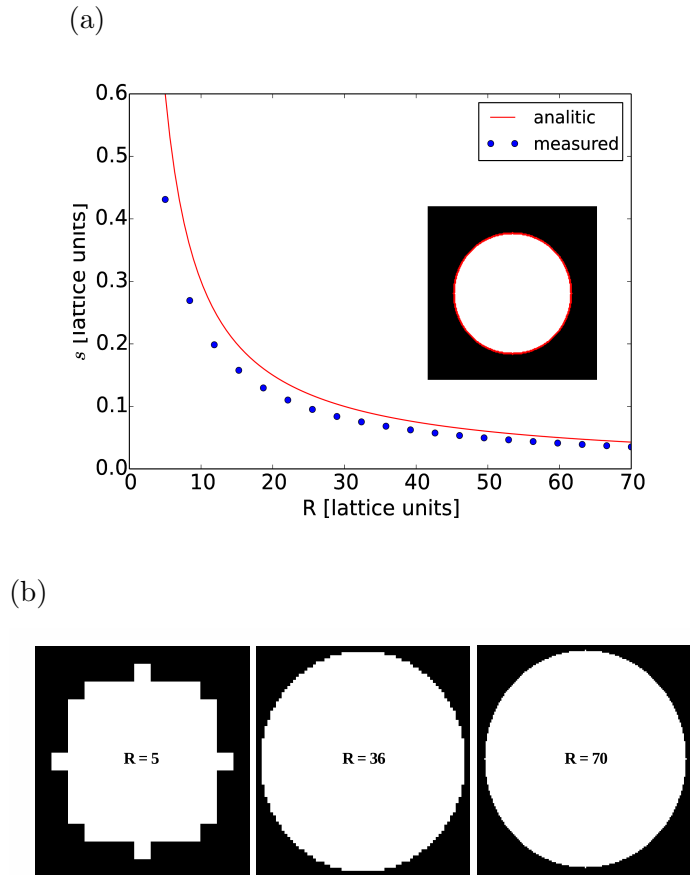 (a)
0.6
0.5
0.4
0.3
0.2
0.1
0.0
s [lattice units]
analitic
measured
0 10 20 30 40 50 60 70
R [lattice units]
(b)
R = 5 R = 36 R = 70